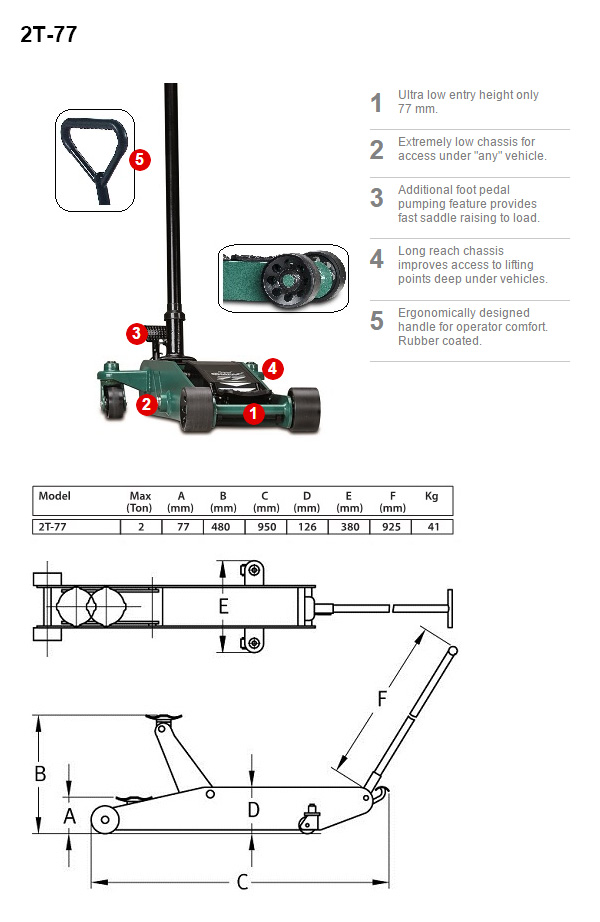 2T-77
5
3
2
4
1
1 Ultra low entry height only
77 mm.
2 Extremely low chassis for
access under "any" vehicle.
3 Additional foot pedal
pumping feature provides
fast saddle raising to load.
4 Long reach chassis
improves access to lifting
points deep under vehicles.
5 Ergonomically designed
handle for operator comfort.
Rubber coated.
Model Max A B C D E F Kg
(Ton) (mm) (mm) (mm) (mm) (mm) (mm)
2T-77 2 77 480 950 126 380 925 41
E
F
B
A
D
C